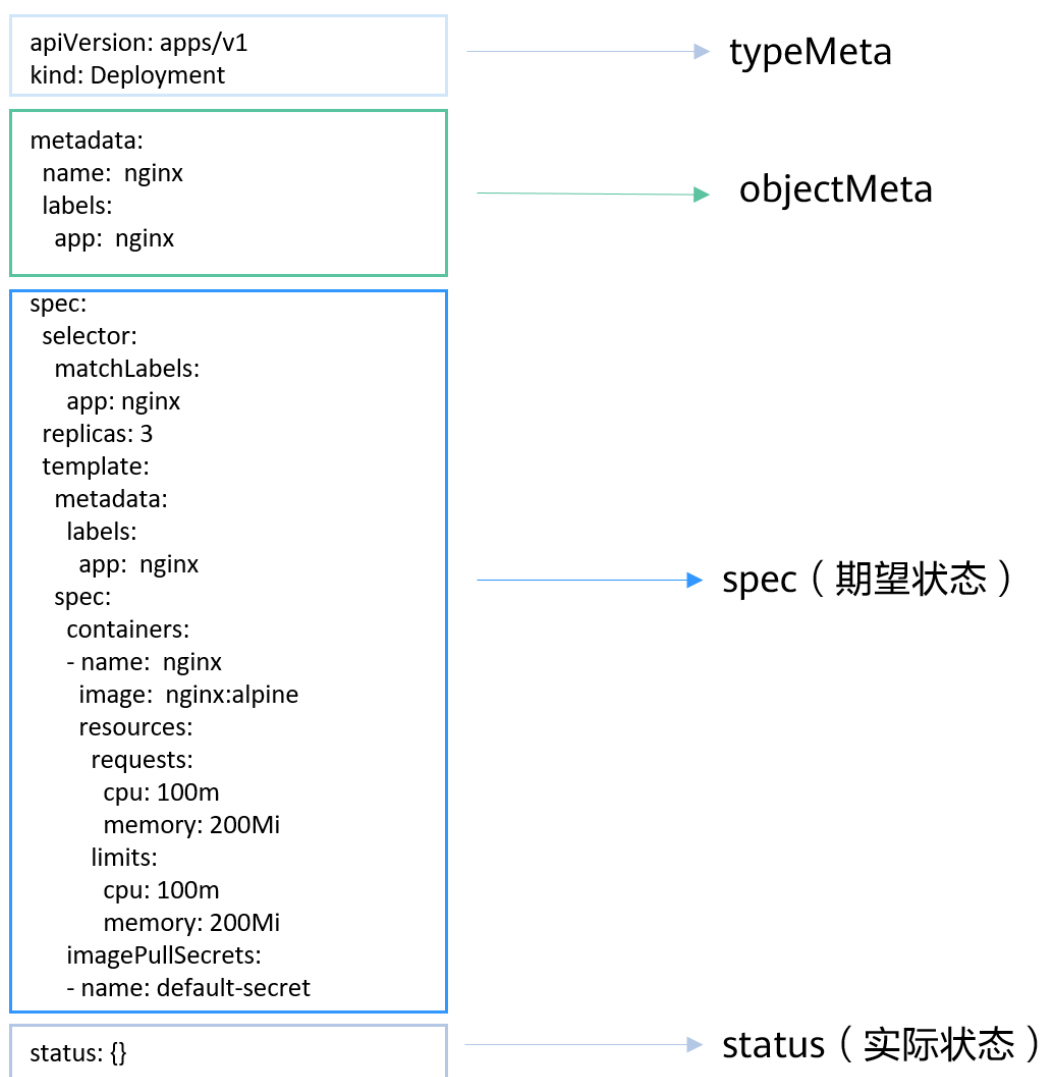 apiVersion: apps/v1
kind: Deployment
typeMeta
metadata:
  name:  nginx
  labels:
    app:  nginx
objectMeta
spec:
  selector:
    matchLabels:
      app: nginx
  replicas: 3
  template:
    metadata:
      labels:
        app:  nginx
    spec:
      containers:
      - name:  nginx
        image:  nginx:alpine
        resources:
          requests:
            cpu: 100m
            memory: 200Mi
          limits:
            cpu: 100m
            memory: 200Mi
      imagePullSecrets:
      - name: default-secret
spec（期望状态）
status: {}
status（实际状态）